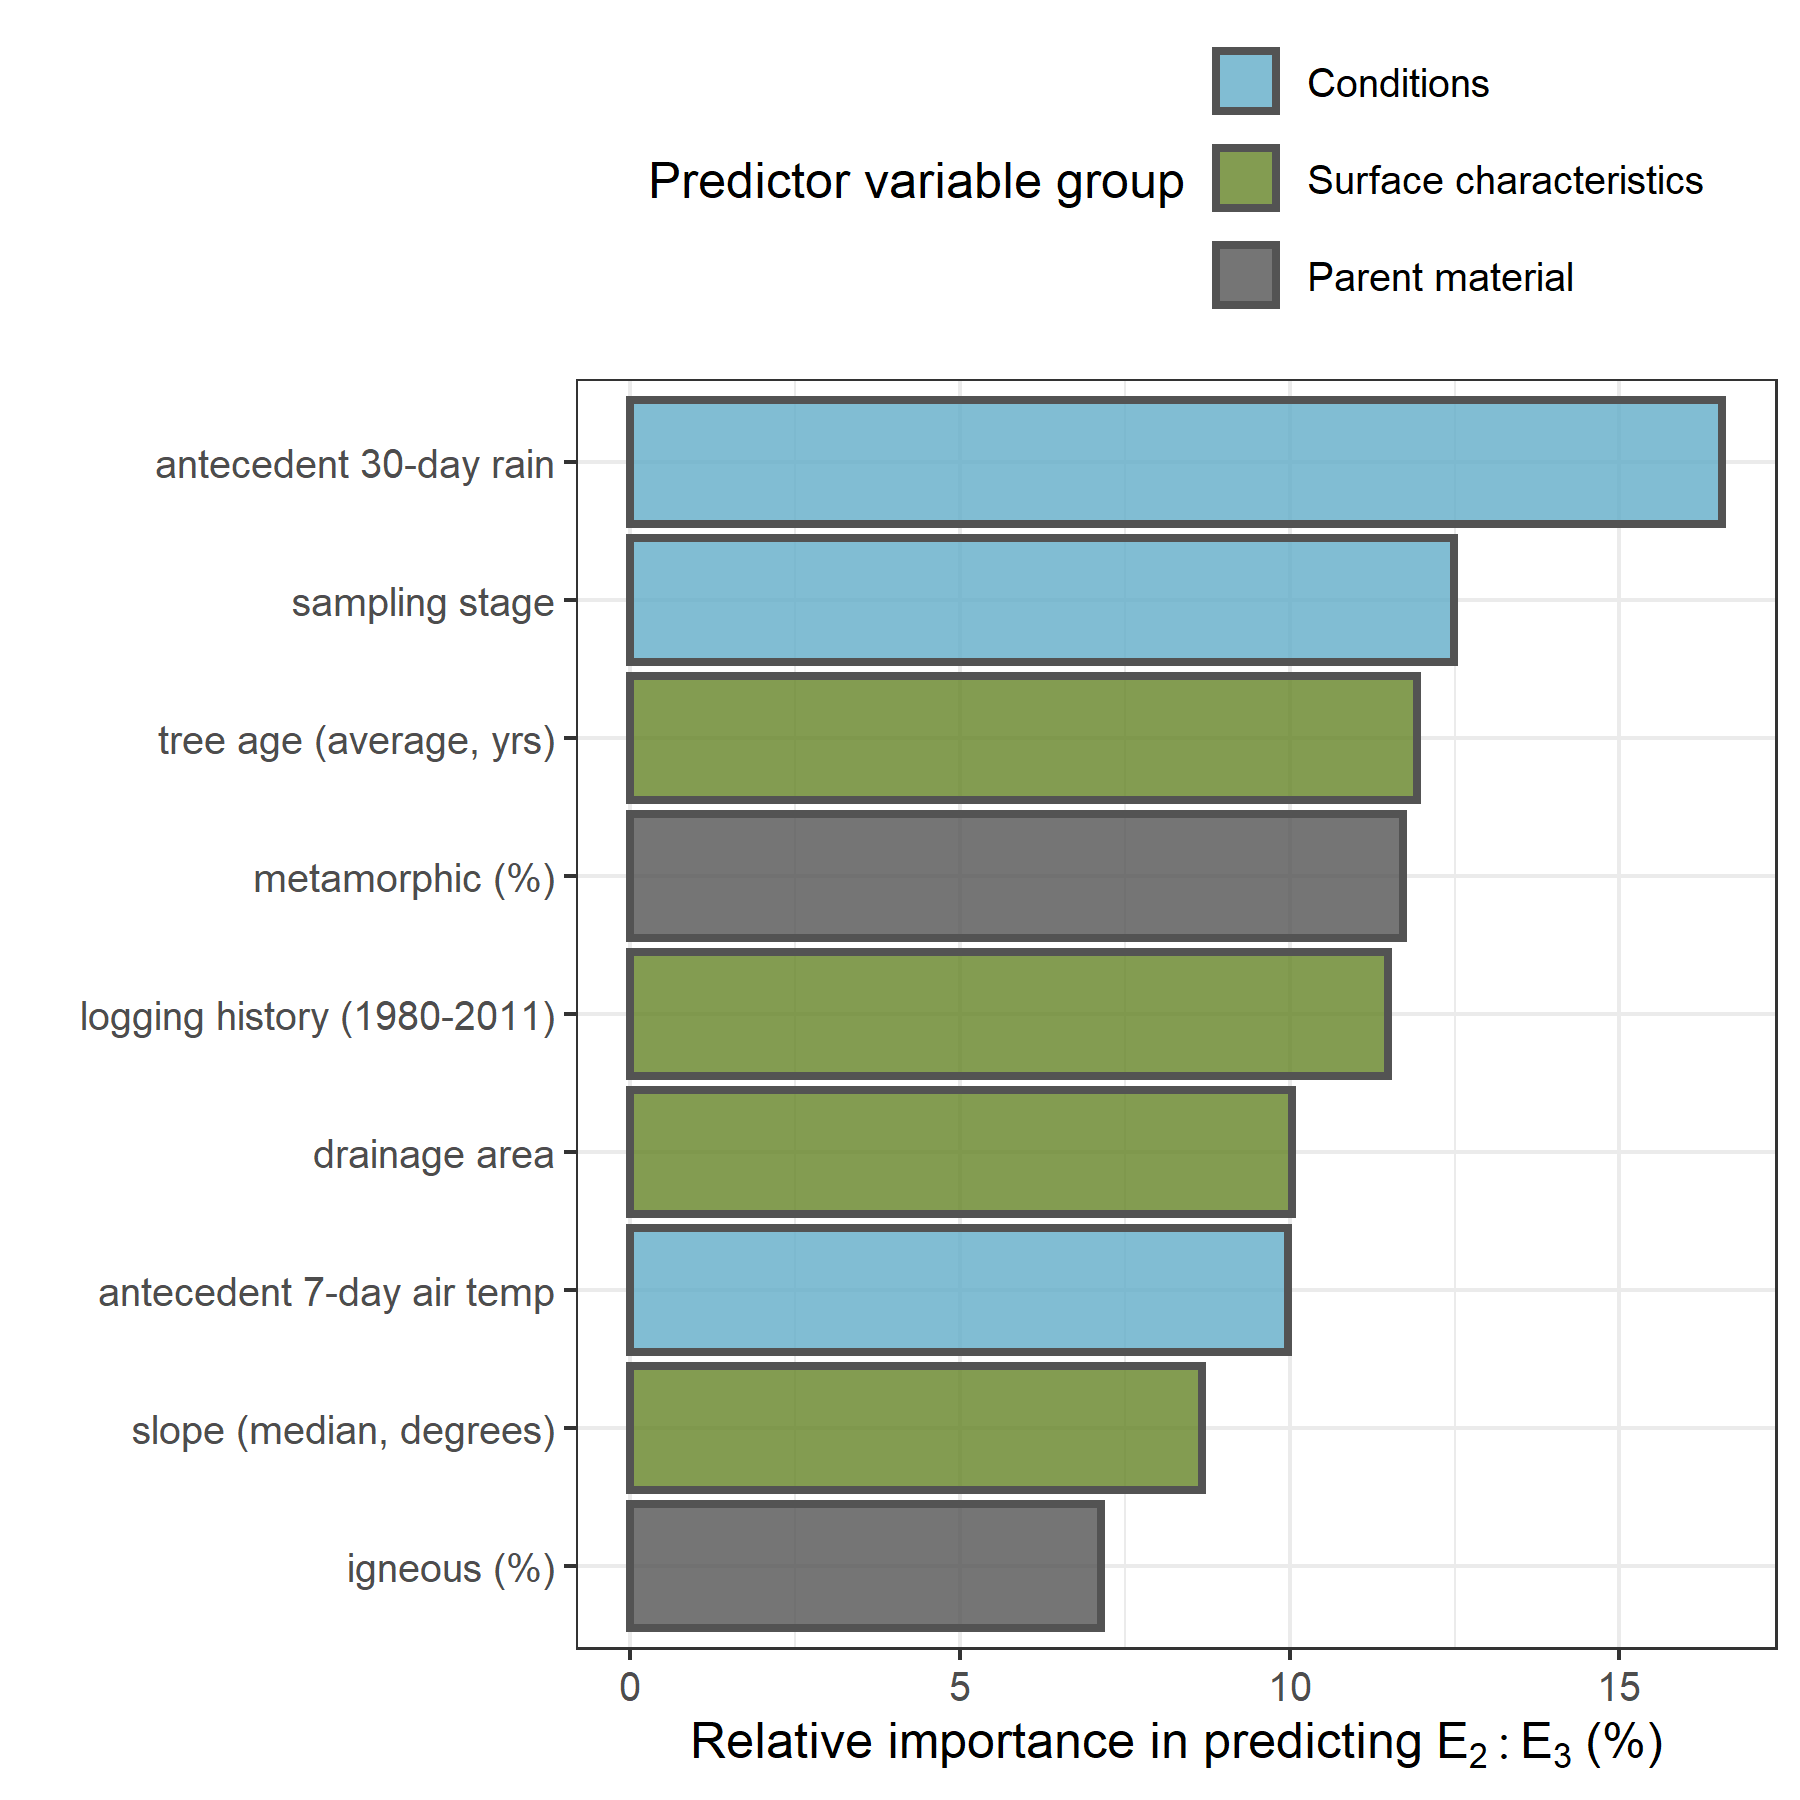 Conditions
Predictor variable group
Surface characteristics
Parent material
antecedent 30-day rain
sampling stage
tree age (average, yrs)
metamorphic (%)
logging history (1980-2011)
drainage area
antecedent 7-day air temp
slope (median, degrees)
igneous (%)
0 5 10 15
Relative importance in predicting E₂ : E₃ (%)